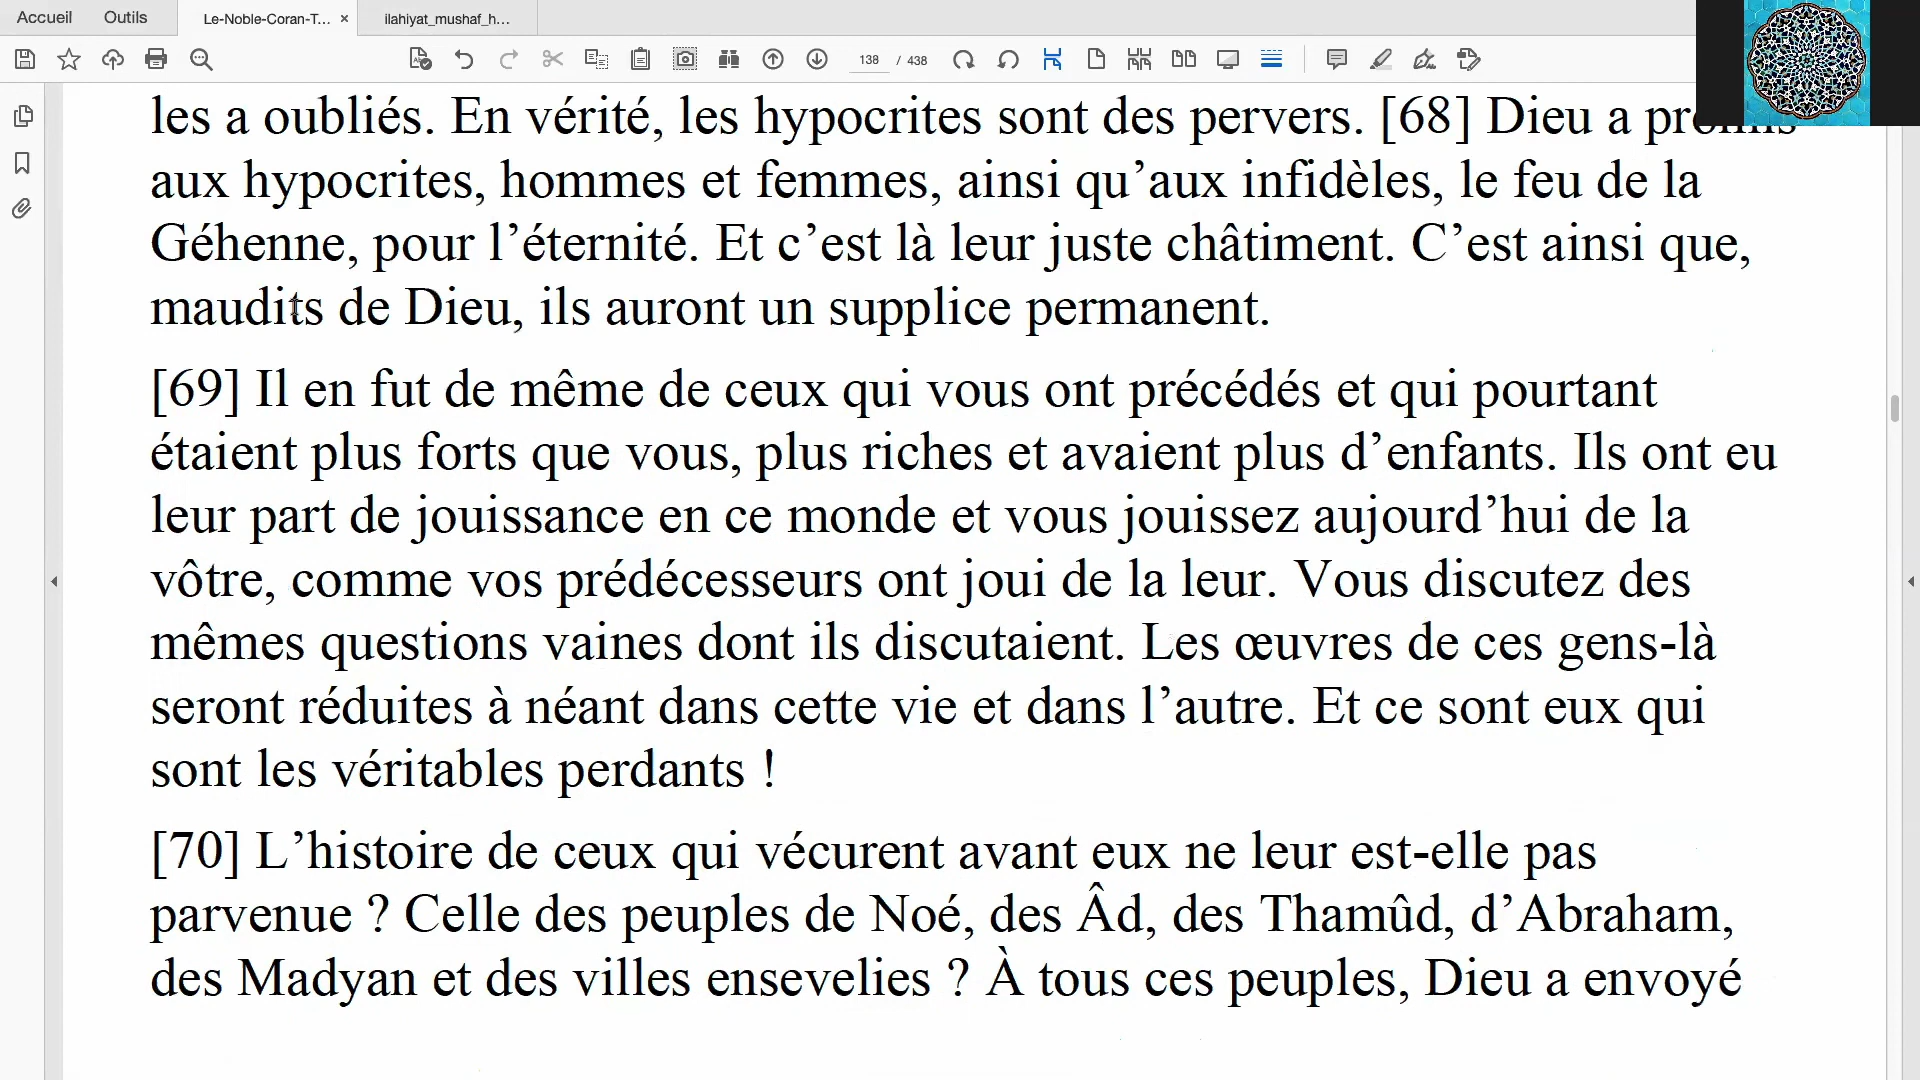 Accueil Outils Le-Noble-Coran-T... × ilahiyat_mushaf_h...
138 / 438
les a oubliés. En vérité, les hypocrites sont des pervers. [68] Dieu a promis
aux hypocrites, hommes et femmes, ainsi qu’aux infidèles, le feu de la
Géhenne, pour l’éternité. Et c’est là leur juste châtiment. C’est ainsi que,
maudits de Dieu, ils auront un supplice permanent.
[69] Il en fut de même de ceux qui vous ont précédés et qui pourtant
étaient plus forts que vous, plus riches et avaient plus d’enfants. Ils ont eu
leur part de jouissance en ce monde et vous jouissez aujourd’hui de la
vôtre, comme vos prédécesseurs ont joui de la leur. Vous discutez des
mêmes questions vaines dont ils discutaient. Les œuvres de ces gens-là
seront réduites à néant dans cette vie et dans l’autre. Et ce sont eux qui
sont les véritables perdants !
[70] L’histoire de ceux qui vécurent avant eux ne leur est-elle pas
parvenue ? Celle des peuples de Noé, des Âd, des Thamûd, d’Abraham,
des Madyan et des villes ensevelies ? À tous ces peuples, Dieu a envoyé